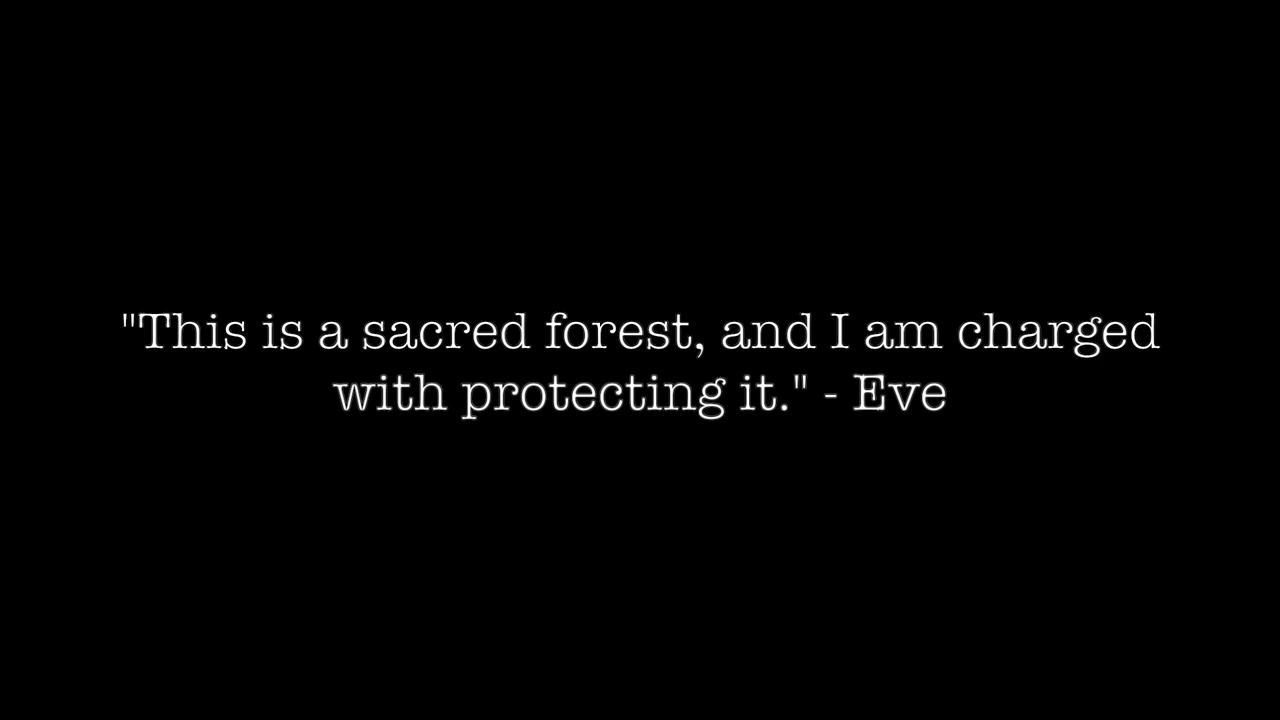 "This is a sacred forest, and I am charged
with protecting it." - Eve